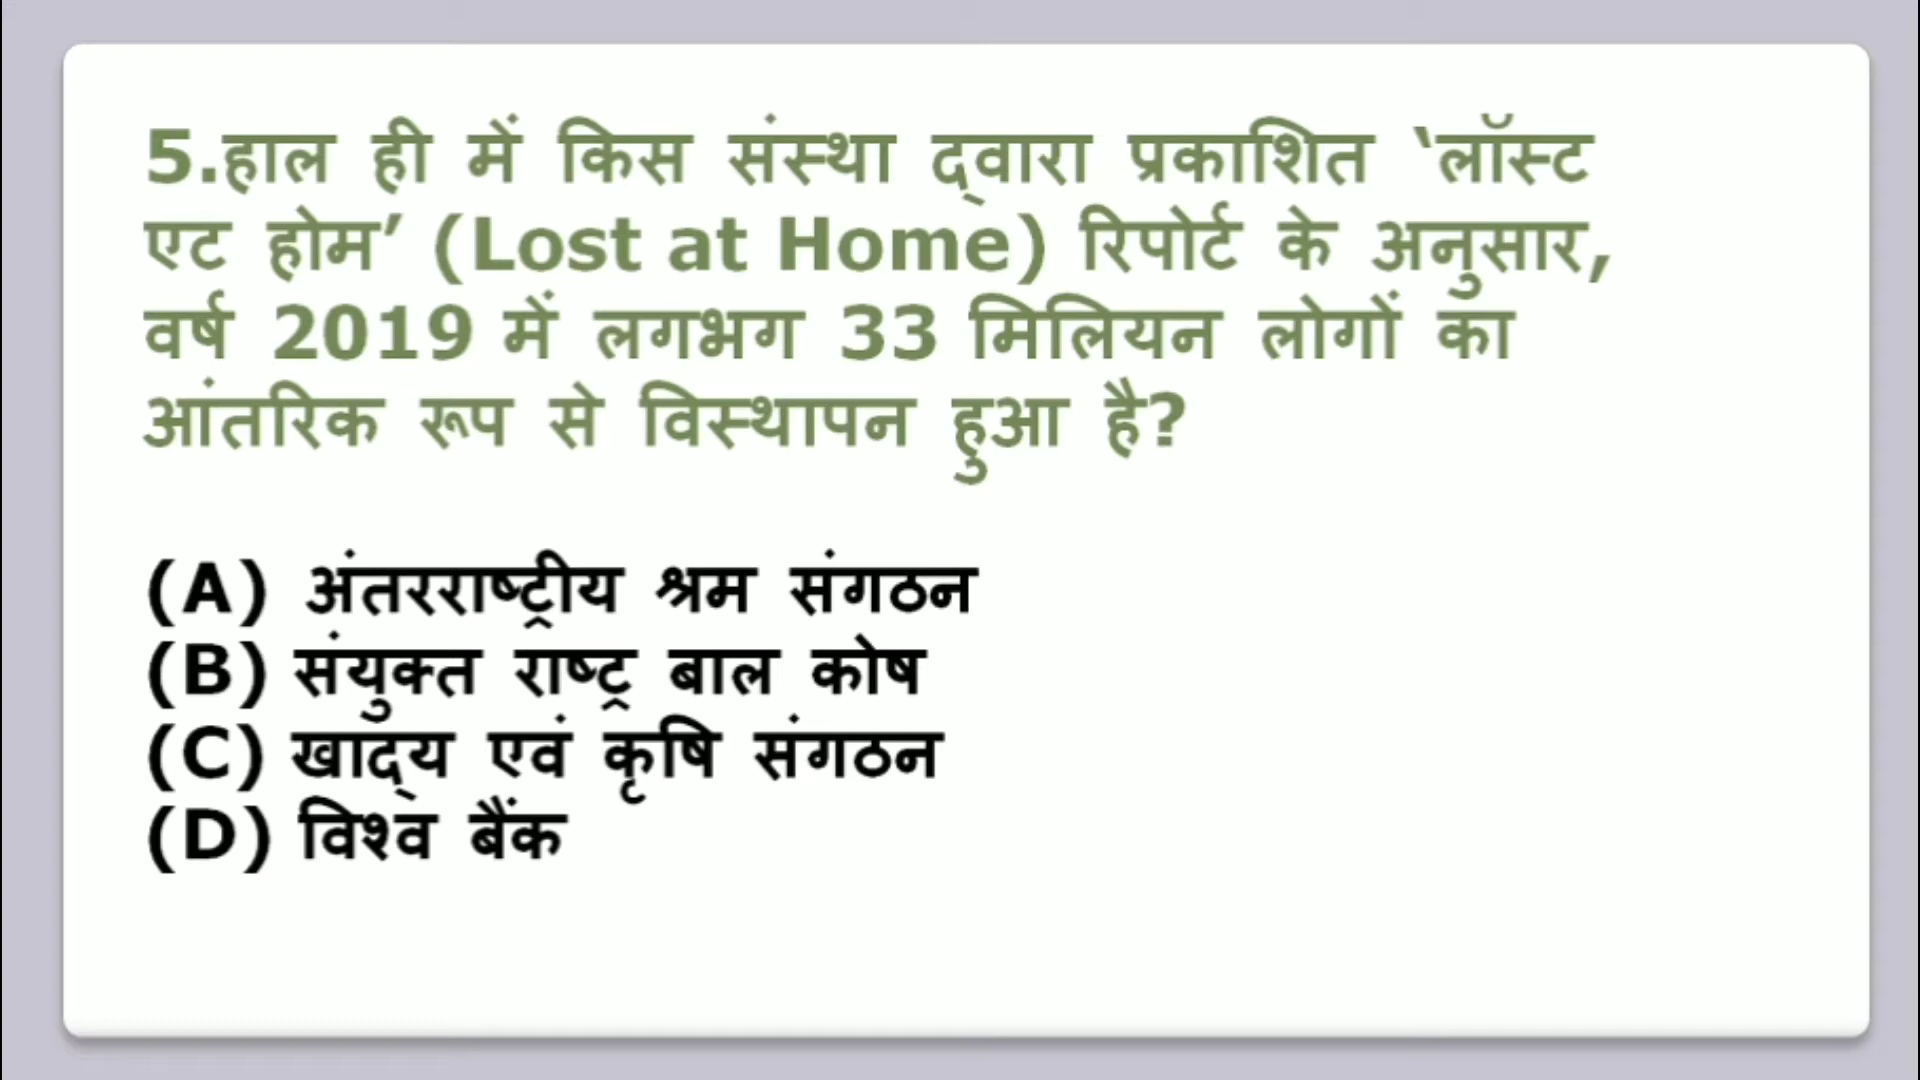 5.हाल ही में किस संस्था द्वारा प्रकाशित ‘लॉस्ट
एट होम’ (Lost at Home) रिपोर्ट के अनुसार,
वर्ष 2019 में लगभग 33 मिलियन लोगों का
आंतरिक रूप से विस्थापन हुआ है?
(A) अंतरराष्ट्रीय श्रम संगठन
(B) संयुक्त राष्ट्र बाल कोष
(C) खाद्य एवं कृषि संगठन
(D) विश्व बैंक